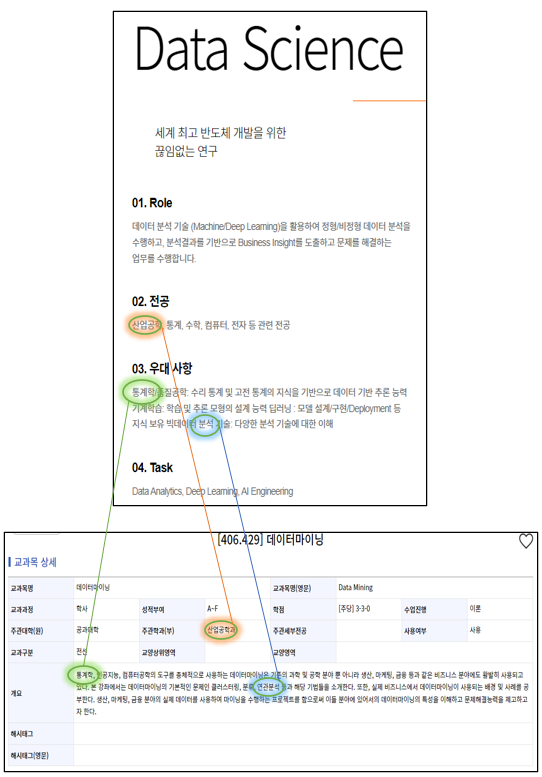 Data Science
세계 최고 반도체 개발을 위한
끊임없는 연구
01. Role
데이터 분석 기술 (Machine/Deep Learning)을 활용하여 정형/비정형 데이터 분석을
수행하고, 분석결과를 기반으로 Business Insight를 도출하고 문제를 해결하는
업무를 수행합니다.
02. 전공
산업공학, 통계, 수학, 컴퓨터, 전자 등 관련 전공
03. 우대 사항
통계학/품질공학: 수리 통계 및 고전 통계의 지식을 기반으로 데이터 기반 추론 능력
기계학습: 학습 및 추론 모형의 설계 능력 딥러닝 : 모델 설계/구현/Deployment 등
지식 보유 빅데이터 분석 기술: 다양한 분석 기술에 대한 이해
04. Task
Data Analytics, Deep Learning, AI Engineering
[406.429] 데이터마이닝
교과목 상세
교과목명 데이터마이닝 교과목명(영문) Data Mining
교과과정 학사 성적부여 A~F 학점 [주당] 3-3-0 수업진행 이론
주관대학(원) 공과대학 주관학과(부) 산업공학과 주관세부전공 사용여부 사용
교과구분 전선 교양상위영역 교양영역
개요
통계학, 인공지능, 컴퓨터공학의 도구를 총체적으로 사용하는 데이터마이닝은 기존의 과학 및 공학 분야 뿐 아니라 생산, 마케팅, 금융 등과 같은 비즈니스 분야에도 활발히 사용되고
있다. 본 강좌에서는 데이터마이닝의 기본적인 문제인 클러스터링, 분류, 연관분석 등과 해당 기법들을 소개한다. 또한, 실제 비즈니스에서 데이터마이닝이 사용되는 배경 및 사례를 공
부한다. 생산, 마케팅, 금융 분야의 실제 데이터를 사용하여 마이닝을 수행하는 프로젝트를 함으로써 이들 분야에 있어서의 데이터마이닝의 특성을 이해하고 문제해결능력을 제고하고
자 한다.
해시태그
해시태그(영문)